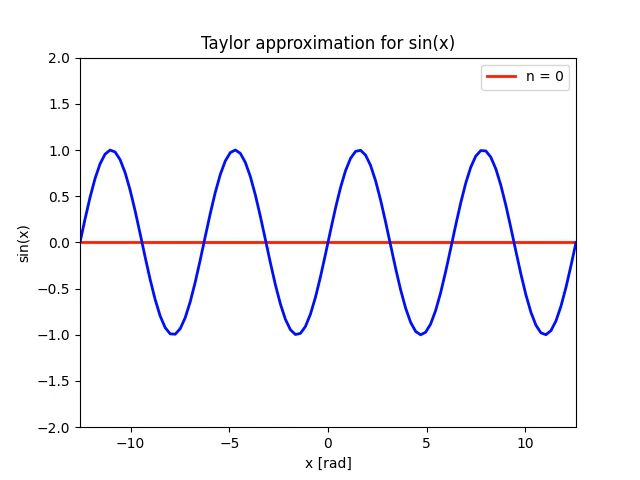 Taylor approximation for sin(x)
n = 0
2.0
1.5
1.0
0.5
0.0
−0.5
−1.0
−1.5
−2.0
sin(x)
−10 −5 0 5 10
x [rad]